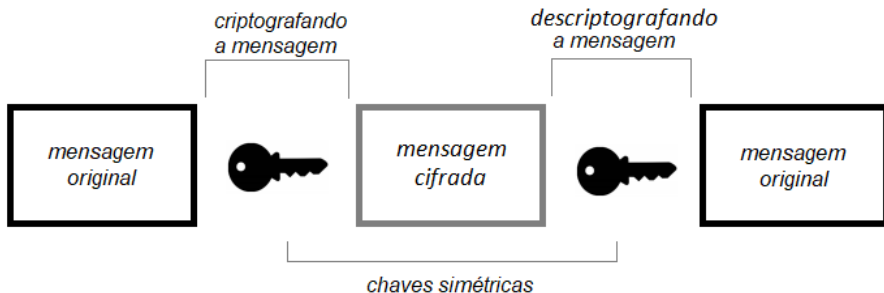 criptografando
a mensagem
descriptografando
a mensagem
mensagem
original
mensagem
cifrada
mensagem
original
chaves simétricas